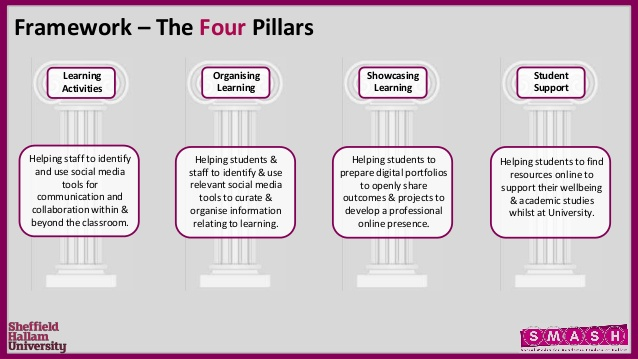 Framework – The Four Pillars
Learning
Activities
Helping staff to identify
and use social media
tools for
communication and
collaboration within &
beyond the classroom.
Organising
Learning
Helping students &
staff to identify & use
relevant social media
tools to curate &
organise information
relating to learning.
Showcasing
Learning
Helping students to
prepare digital portfolios
to openly share
outcomes & projects to
develop a professional
online presence.
Student
Support
Helping students to find
resources online to
support their wellbeing
& academic studies
whilst at University.
Sheffield
Hallam
University
SMASH